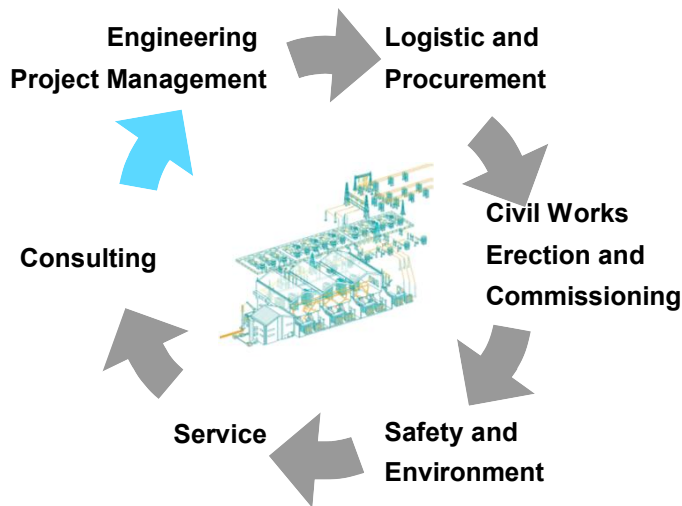 Engineering
Project Management
Logistic and
Procurement
Civil Works
Erection and
Commissioning
Safety and
Environment
Service
Consulting